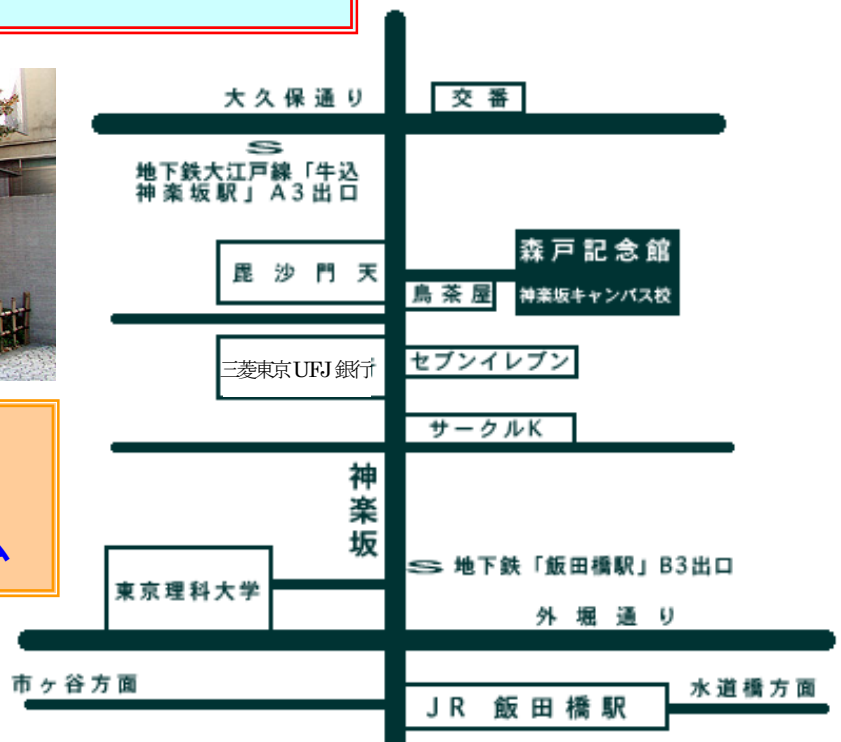 大久保通り
交番
地下鉄大江戸線「牛込
神楽坂駅」A3出口
森戸記念館
神楽坂キャンパス校
毘沙門天
鳥茶屋
三菱東京UFJ銀行
セブンイレブン
サークルK
神楽坂
地下鉄「飯田橋駅」B3出口
東京理科大学
外堀通り
市ヶ谷方面
JR 飯田橋駅
水道橋方面